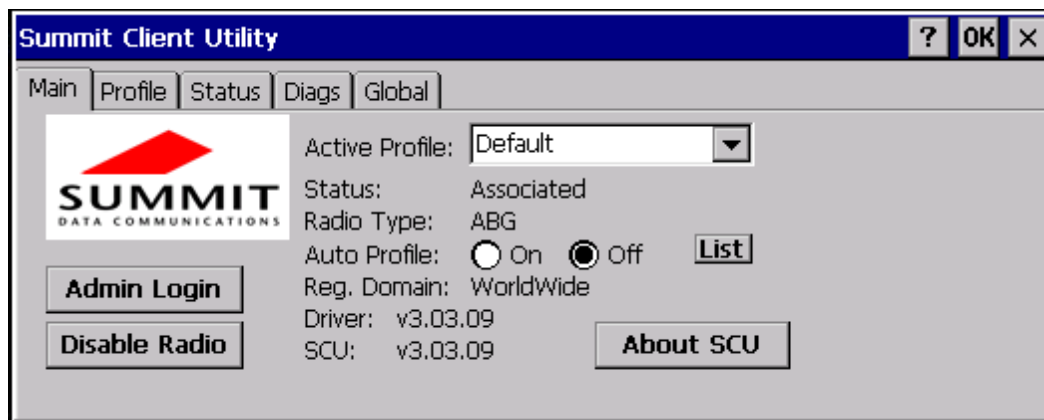 Summit Client Utility ? OK ×
Main Profile Status Diags Global
SUMMIT
DATA COMMUNICATIONS
Active Profile: Default
Status: Associated
Radio Type: ABG
Auto Profile: On Off List
Admin Login
Reg. Domain: WorldWide
Driver: v3.03.09
Disable Radio
SCU: v3.03.09
About SCU